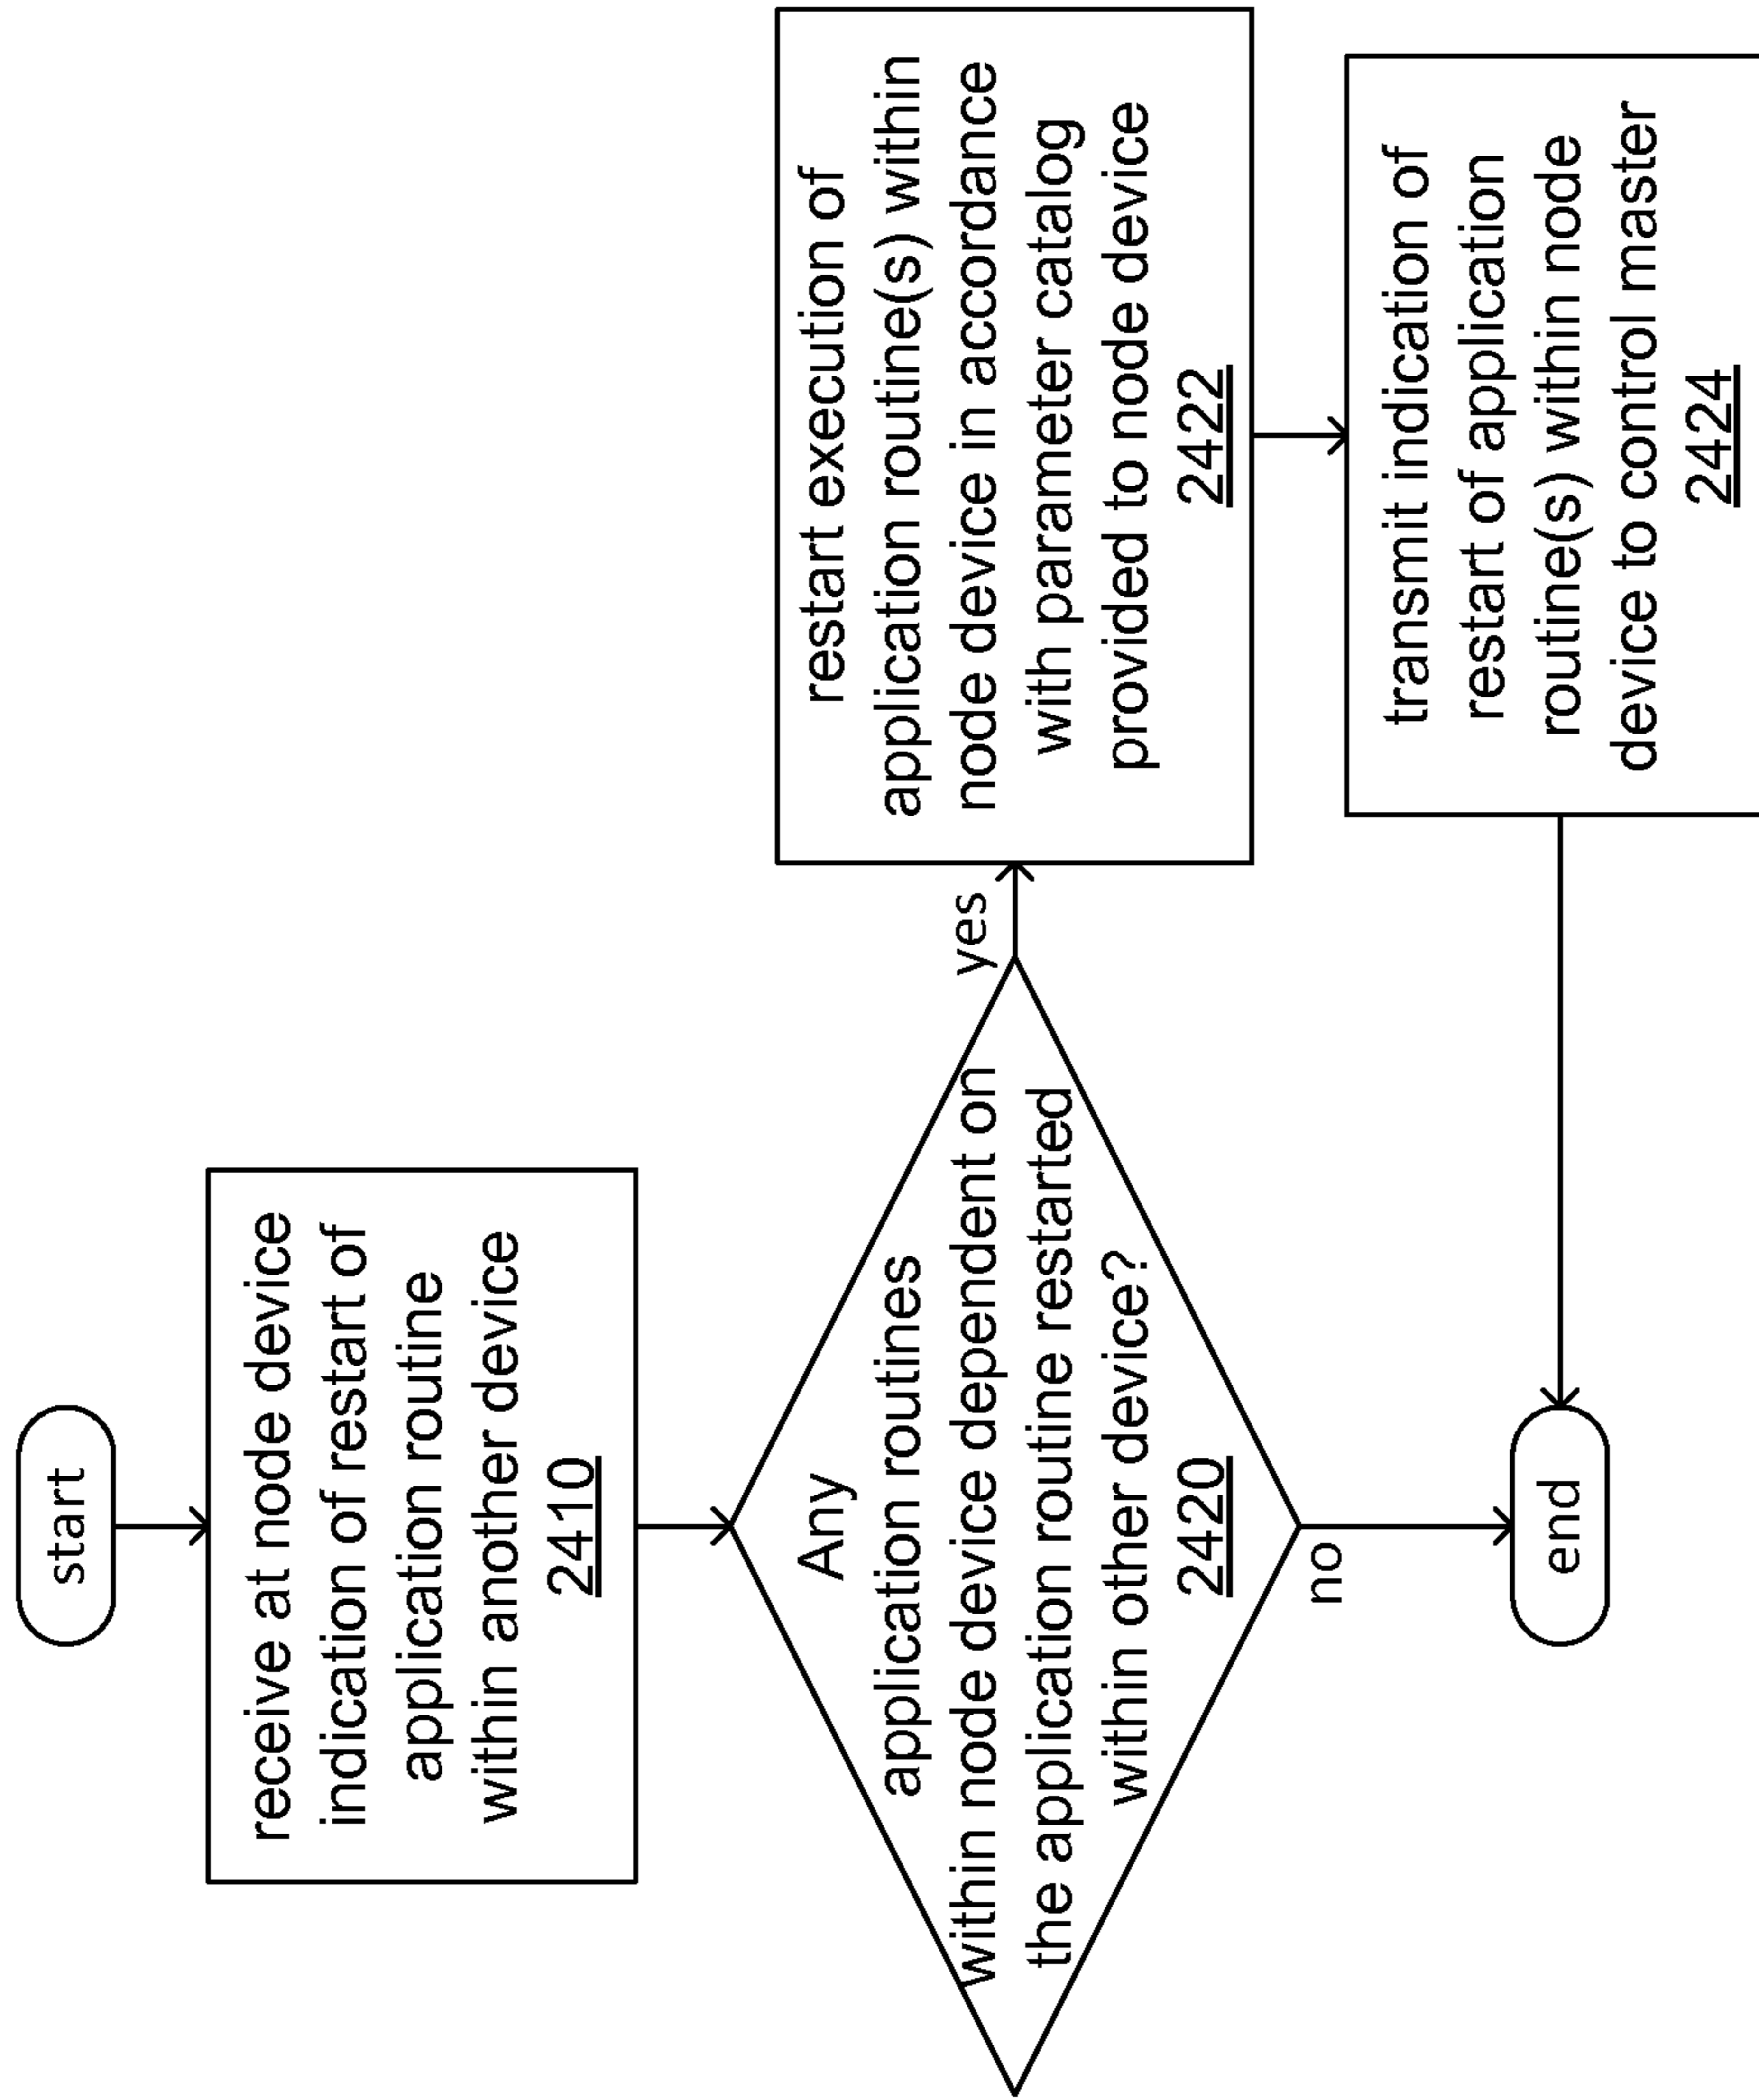 start
receive at node device
indication of restart of
application routine
within another device
2410
Any
application routines
within node device dependent on
the application routine restarted
within other device?
2420
yes
restart execution of
application routine(s) within
node device in accordance
with parameter catalog
provided to node device
2422
transmit indication of
restart of application
routine(s) within node
device to control master
2424
no
end